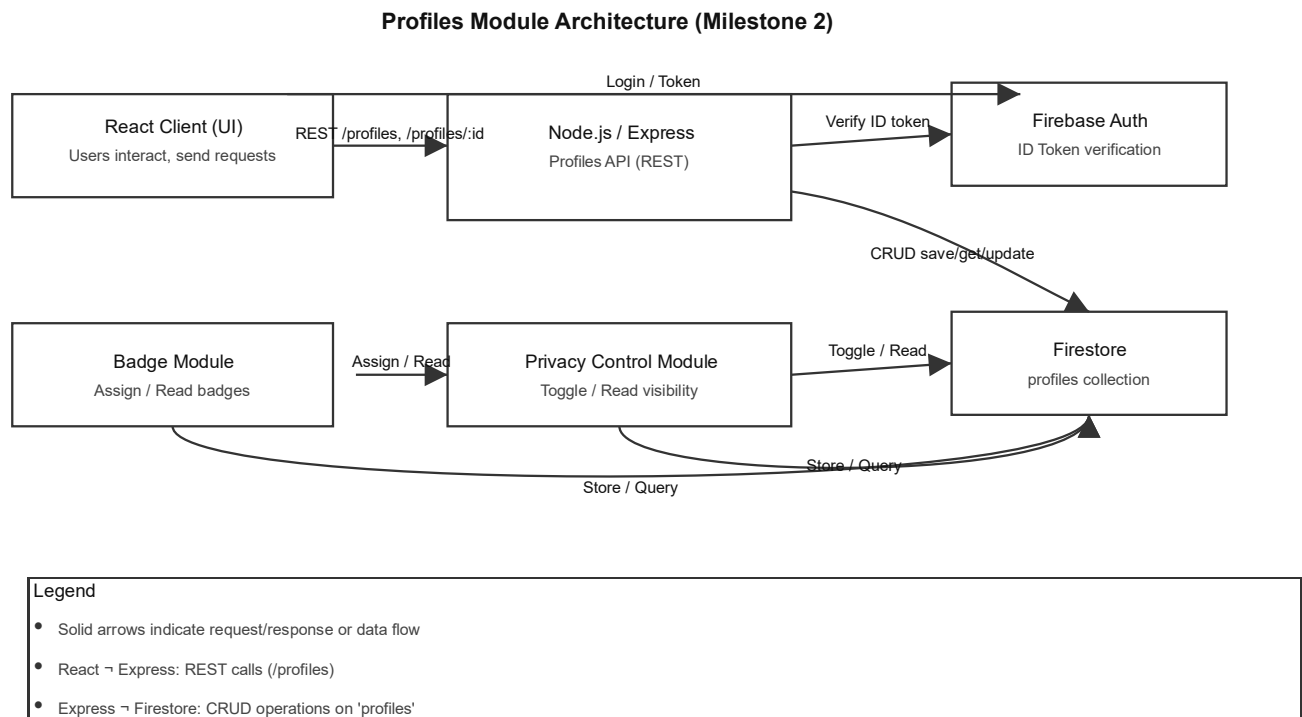 Profiles Module Architecture (Milestone 2)
Login / Token
React Client (UI)
Users interact, send requests
REST /profiles, /profiles/:id
Node.js / Express
Profiles API (REST)
Verify ID token
Firebase Auth
ID Token verification
CRUD save/get/update
Badge Module
Assign / Read badges
Assign / Read
Privacy Control Module
Toggle / Read visibility
Toggle / Read
Firestore
profiles collection
Store / Query
Store / Query
Legend
• Solid arrows indicate request/response or data flow
• React ¬ Express: REST calls (/profiles)
• Express ¬ Firestore: CRUD operations on 'profiles'